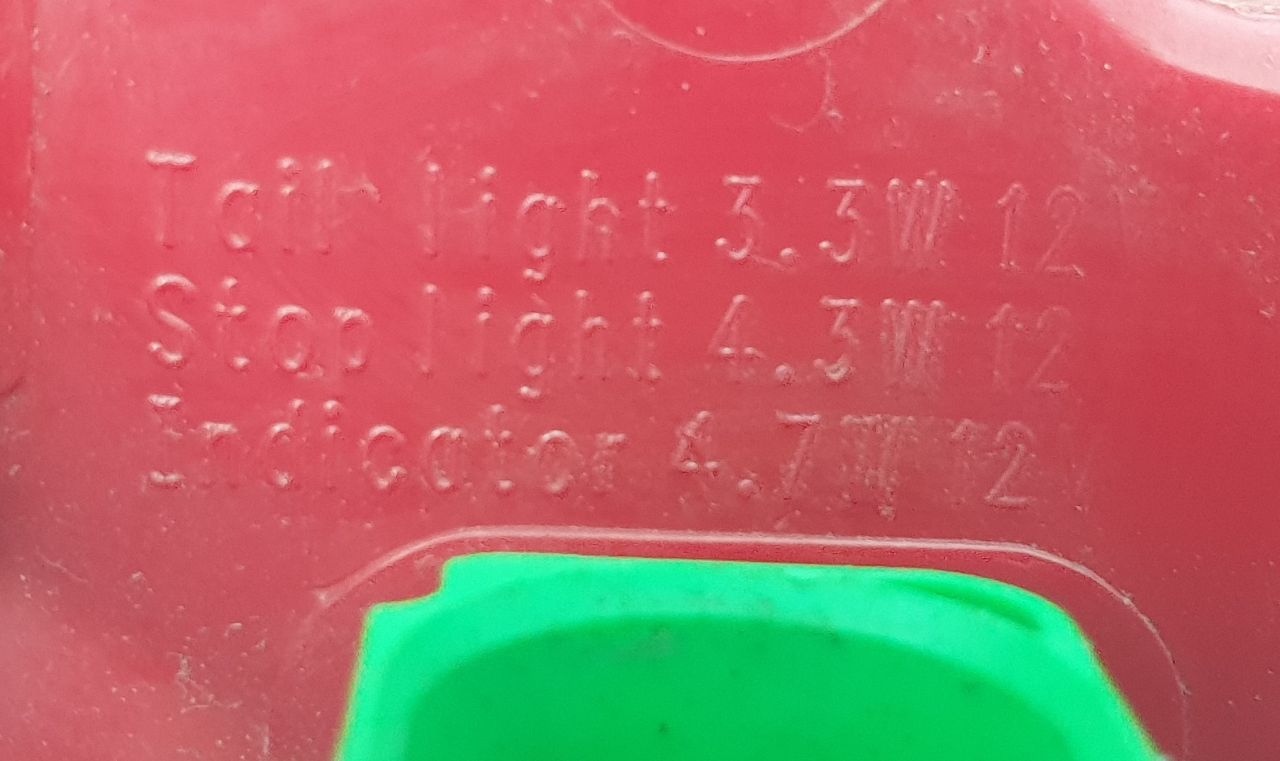 Tail light 3.3W 12
Stop light 4.3W 12
Indicator 4.7W 12